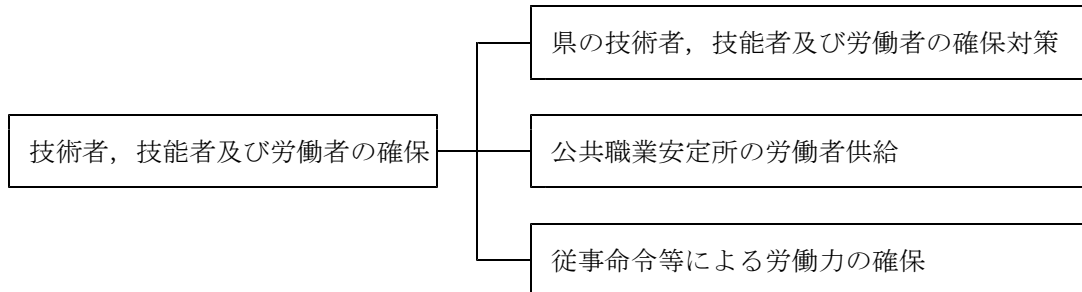 県の技術者，技能者及び労働者の確保対策
技術者，技能者及び労働者の確保
公共職業安定所の労働者供給
従事命令等による労働力の確保